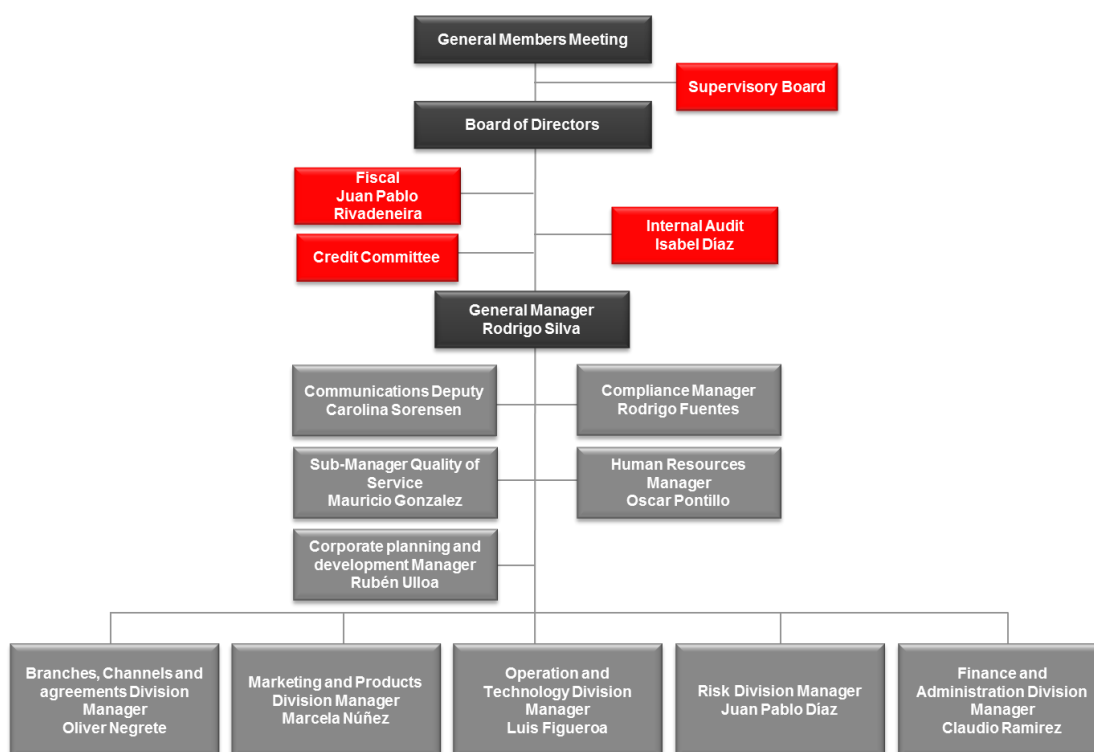 General Members Meeting
Supervisory Board
Board of Directors
Fiscal
Juan Pablo
Rivadeneira
Internal Audit
Isabel Díaz
Credit Committee
General Manager
Rodrigo Silva
Communications Deputy
Carolina Sorensen
Compliance Manager
Rodrigo Fuentes
Sub-Manager Quality of
Service
Mauricio Gonzalez
Human Resources
Manager
Oscar Pontillo
Corporate planning and
development Manager
Rubén Ulloa
Branches, Channels and
agreements Division
Manager
Oliver Negrete
Marketing and Products
Division Manager
Marcela Núñez
Operation and
Technology Division
Manager
Luis Figueroa
Risk Division Manager
Juan Pablo Díaz
Finance and
Administration Division
Manager
Claudio Ramirez